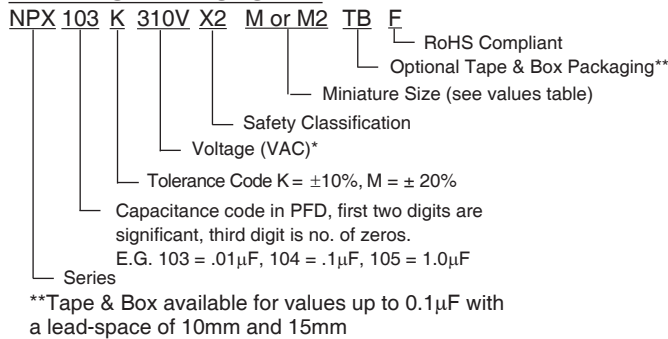 NPX 103 K 310V X2 M or M2 TB F
RoHS Compliant
Optional Tape & Box Packaging**
Miniature Size (see values table)
Safety Classification
Voltage (VAC)*
Tolerance Code K = ±10%, M = ± 20%
Capacitance code in PFD, first two digits are
significant, third digit is no. of zeros.
E.G. 103 = .01μF, 104 = .1μF, 105 = 1.0μF
Series
**Tape & Box available for values up to 0.1μF with
a lead-space of 10mm and 15mm